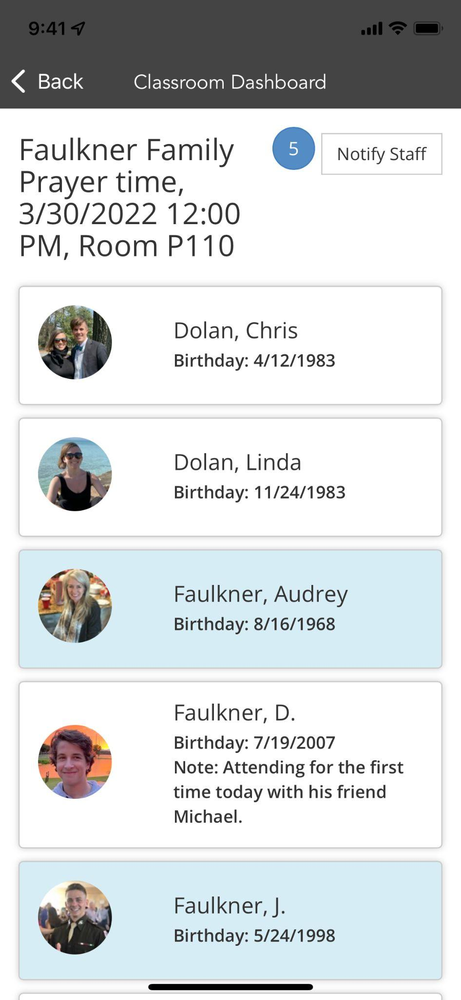 9:41
Back
Classroom Dashboard
Faulkner Family
Prayer time,
3/30/2022 12:00
PM, Room P110
5
Notify Staff
Dolan, Chris
Birthday: 4/12/1983
Dolan, Linda
Birthday: 11/24/1983
Faulkner, Audrey
Birthday: 8/16/1968
Faulkner, D.
Birthday: 7/19/2007
Note: Attending for the first
time today with his friend
Michael.
Faulkner, J.
Birthday: 5/24/1998